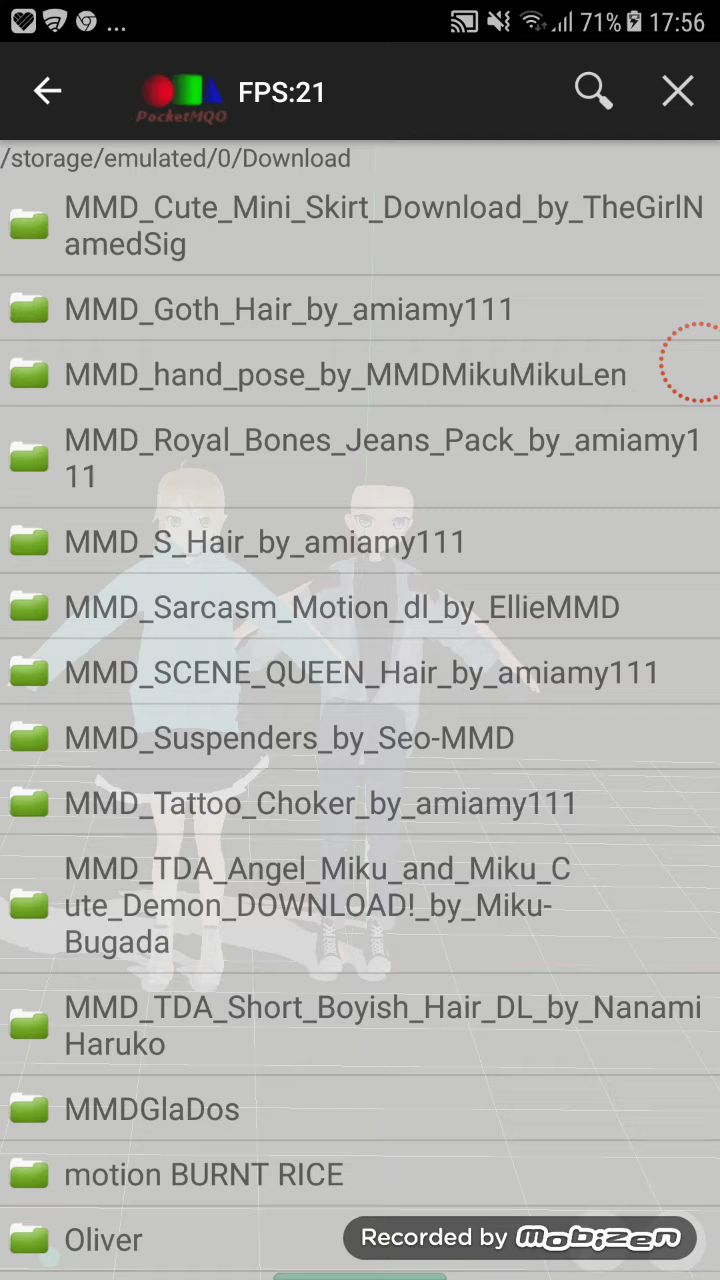 ... 71% 17:56
PocketMQO FPS:21
/storage/emulated/0/Download
MMD_Cute_Mini_Skirt_Download_by_TheGirlN
amedSig
MMD_Goth_Hair_by_amiamy111
MMD_hand_pose_by_MMDMikuMikuLen
MMD_Royal_Bones_Jeans_Pack_by_amiamy1
11
MMD_S_Hair_by_amiamy111
MMD_Sarcasm_Motion_dl_by_EllieMMD
MMD_SCENE_QUEEN_Hair_by_amiamy111
MMD_Suspenders_by_Seo-MMD
MMD_Tattoo_Choker_by_amiamy111
MMD_TDA_Angel_Miku_and_Miku_C
ute_Demon_DOWNLOAD!_by_Miku-
Bugada
MMD_TDA_Short_Boyish_Hair_DL_by_Nanami
Haruko
MMDGlaDos
motion BURNT RICE
Oliver
Recorded by mobizen